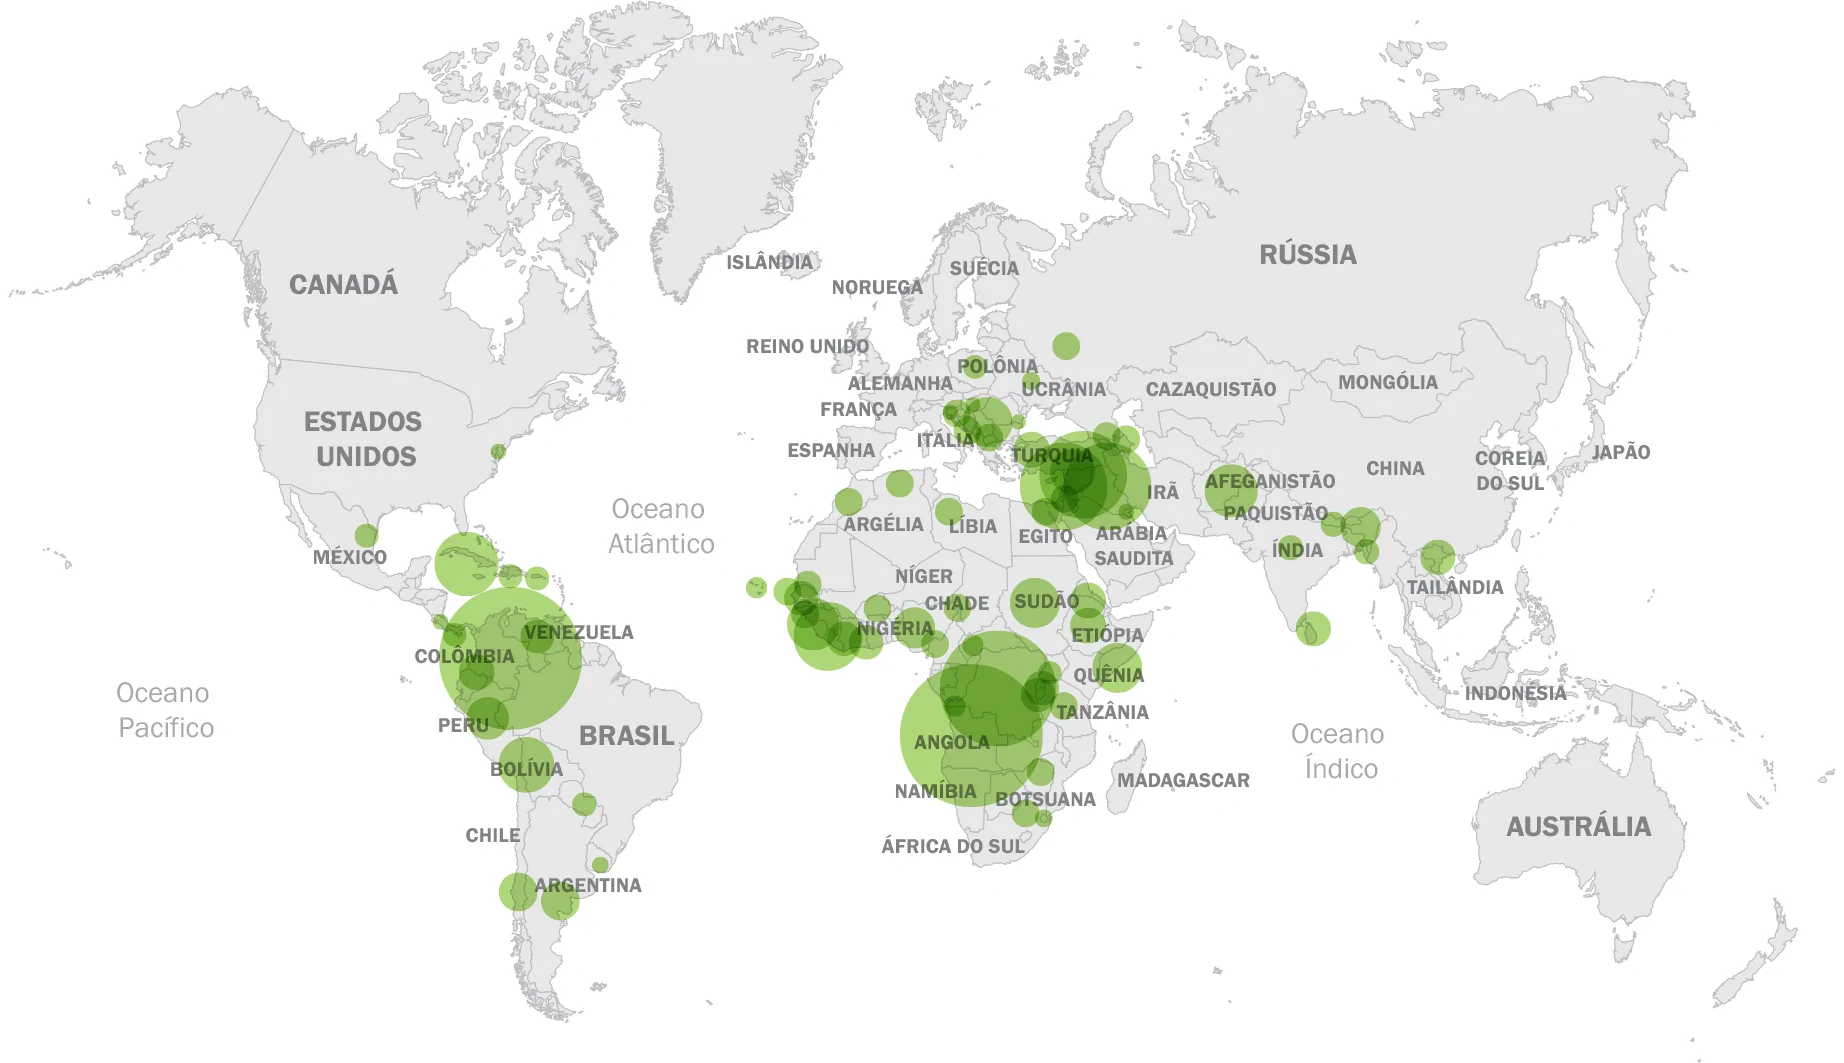 ISLÂNDIA
SUÉCIA
NORUEGA
RÚSSIA
CANADÁ
REINO UNIDO
POLÔNIA
ALEMANHA
UCRÂNIA
CAZAQUISTÃO
MONGÓLIA
FRANÇA
ESTADOS
UNIDOS
ESPANHA
ITÁLIA
TURQUIA
IRÃ
AFEGANISTÃO
CHINA
COREIA
DO SUL
JAPÃO
Oceano
Atlântico
ARGÉLIA
LÍBIA
EGITO
ARÁBIA
SAUDITA
PAQUISTÃO
ÍNDIA
MÉXICO
NÍGER
CHADE
SUDÃO
TAILÂNDIA
VENEZUELA
NIGÉRIA
ETIÓPIA
COLÔMBIA
QUÊNIA
Oceano
Pacífico
INDONÉSIA
PERU
BRASIL
TANZÂNIA
ANGOLA
Oceano
Índico
BOLÍVIA
NAMÍBIA
BOTSUANA
MADAGASCAR
CHILE
ÁFRICA DO SUL
AUSTRÁLIA
ARGENTINA